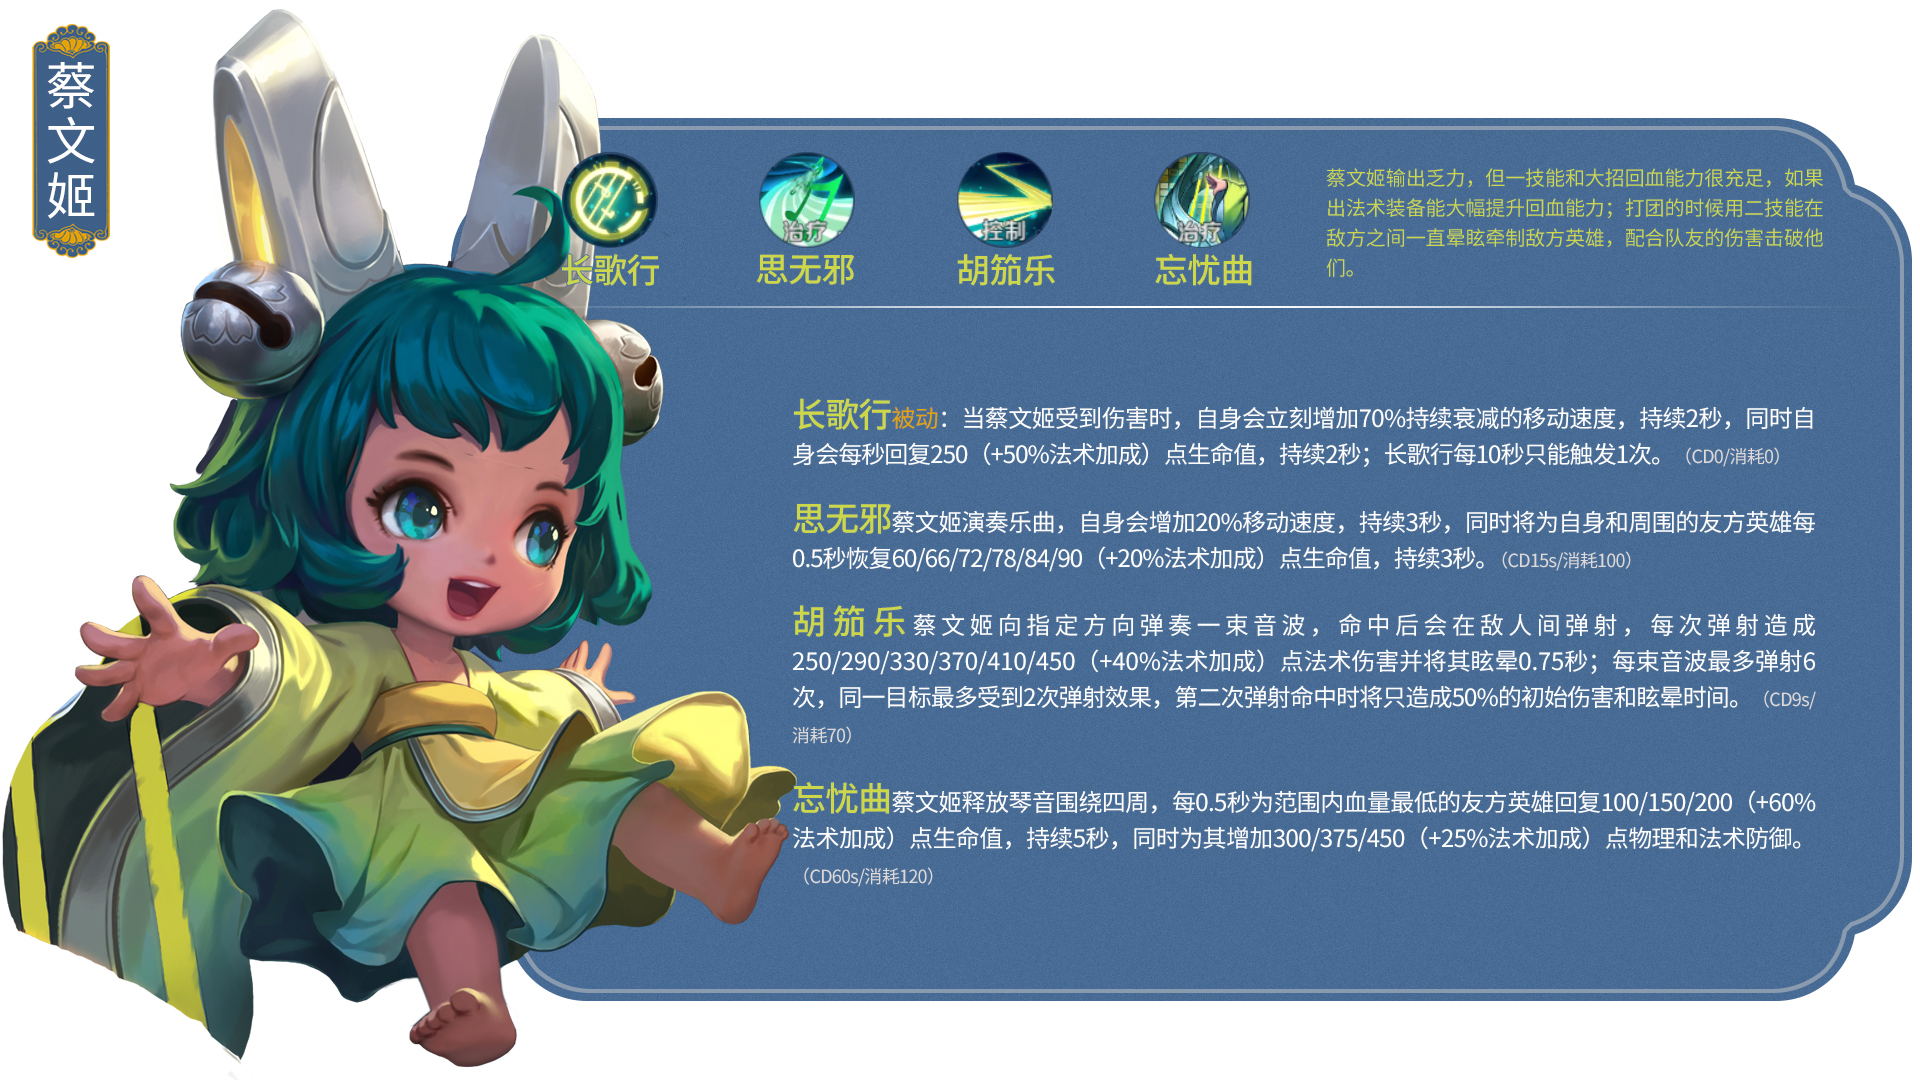 蔡文姬
治疗
控制
治疗
长歌行
思无邪
胡笳乐
忘忧曲
蔡文姬输出乏力，但一技能和大招回血能力很充足，如果
出法术装备能大幅提升回血能力；打团的时候用二技能在
敌方之间一直晕眩牵制敌方英雄，配合队友的伤害击破他
们。
长歌行被动：当蔡文姬受到伤害时，自身会立刻增加70%持续衰减的移动速度，持续2秒，同时自
身会每秒回复250（+50%法术加成）点生命值，持续2秒；长歌行每10秒只能触发1次。（CD0/消耗0）
思无邪蔡文姬演奏乐曲，自身会增加20%移动速度，持续3秒，同时将为自身和周围的友方英雄每
0.5秒恢复60/66/72/78/84/90（+20%法术加成）点生命值，持续3秒。（CD15s/消耗100）
胡笳乐蔡文姬向指定方向弹奏一束音波，命中后会在敌人间弹射，每次弹射造成
250/290/330/370/410/450（+40%法术加成）点法术伤害并将其眩晕0.75秒；每束音波最多弹射6
次，同一目标最多受到2次弹射效果，第二次弹射命中时将只造成50%的初始伤害和眩晕时间。（CD9s/
消耗70）
忘忧曲蔡文姬释放琴音围绕四周，每0.5秒为范围内血量最低的友方英雄回复100/150/200（+60%
法术加成）点生命值，持续5秒，同时为其增加300/375/450（+25%法术加成）点物理和法术防御。
（CD60s/消耗120）